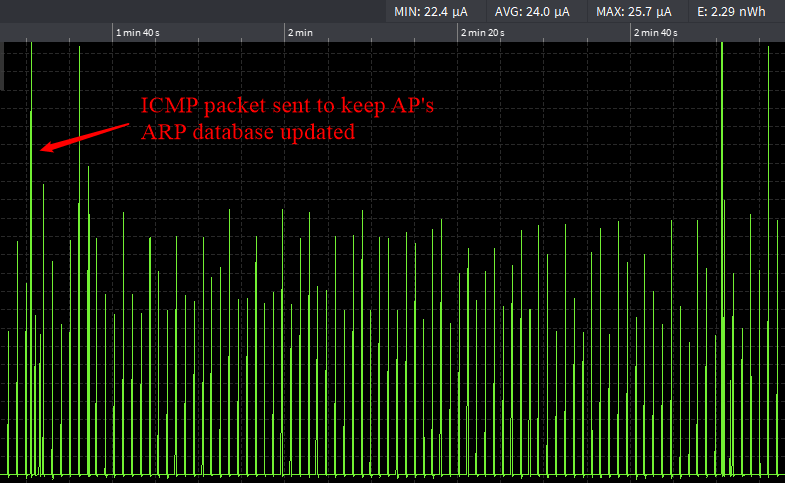 MIN: 22.4 µA AVG: 24.0 µA MAX: 25.7 µA E: 2.29 nWh
1 min 40 s 2 min 2 min 20 s 2 min 40 s
ICMP packet sent to keep AP's
ARP database updated